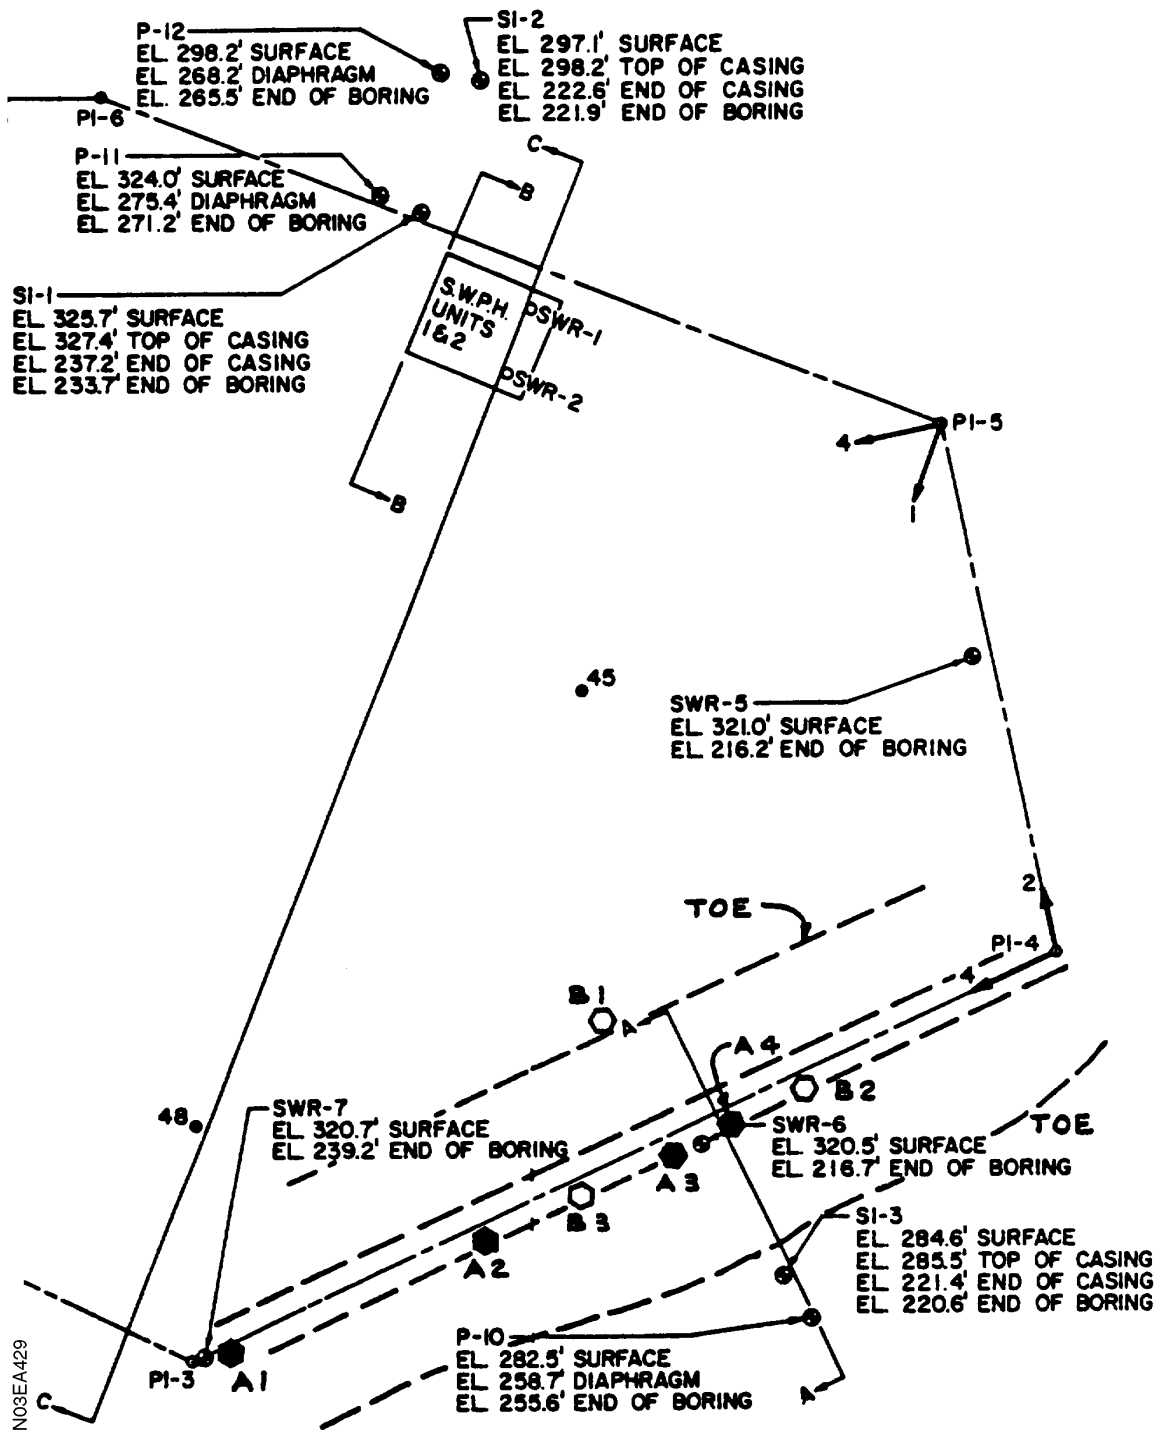 P-12
EL 298.2' SURFACE
EL 268.2' DIAPHRAGM
EL. 265.5' END OF BORING
SI-2
EL 297.1' SURFACE
EL 298.2' TOP OF CASING
EL 222.6' END OF CASING
EL 221.9' END OF BORING
PI-6
C
P-11
EL 324.0' SURFACE
EL 275.4' DIAPHRAGM
EL 271.2' END OF BORING
B
SI-1
EL 325.7' SURFACE
EL 327.4' TOP OF CASING
EL 237.2' END OF CASING
EL 233.7' END OF BORING
S.W.P.H.
UNITS
1 & 2
SWR-1
SWR-2
PI-5
4
1
B
45
SWR-5
EL 321.0' SURFACE
EL 216.2' END OF BORING
2
TOE
PI-4
4
B1
A
A4
B2
48
SWR-7
EL 320.7' SURFACE
EL 239.2' END OF BORING
SWR-6
EL 320.5' SURFACE
EL 216.7' END OF BORING
TOE
A3
B3
A2
SI-3
EL 284.6' SURFACE
EL 285.5' TOP OF CASING
EL 221.4' END OF CASING
EL 220.6' END OF BORING
P-10
EL 282.5' SURFACE
EL 258.7' DIAPHRAGM
EL 255.6' END OF BORING
PI-3
A1
A
C
N03EA429